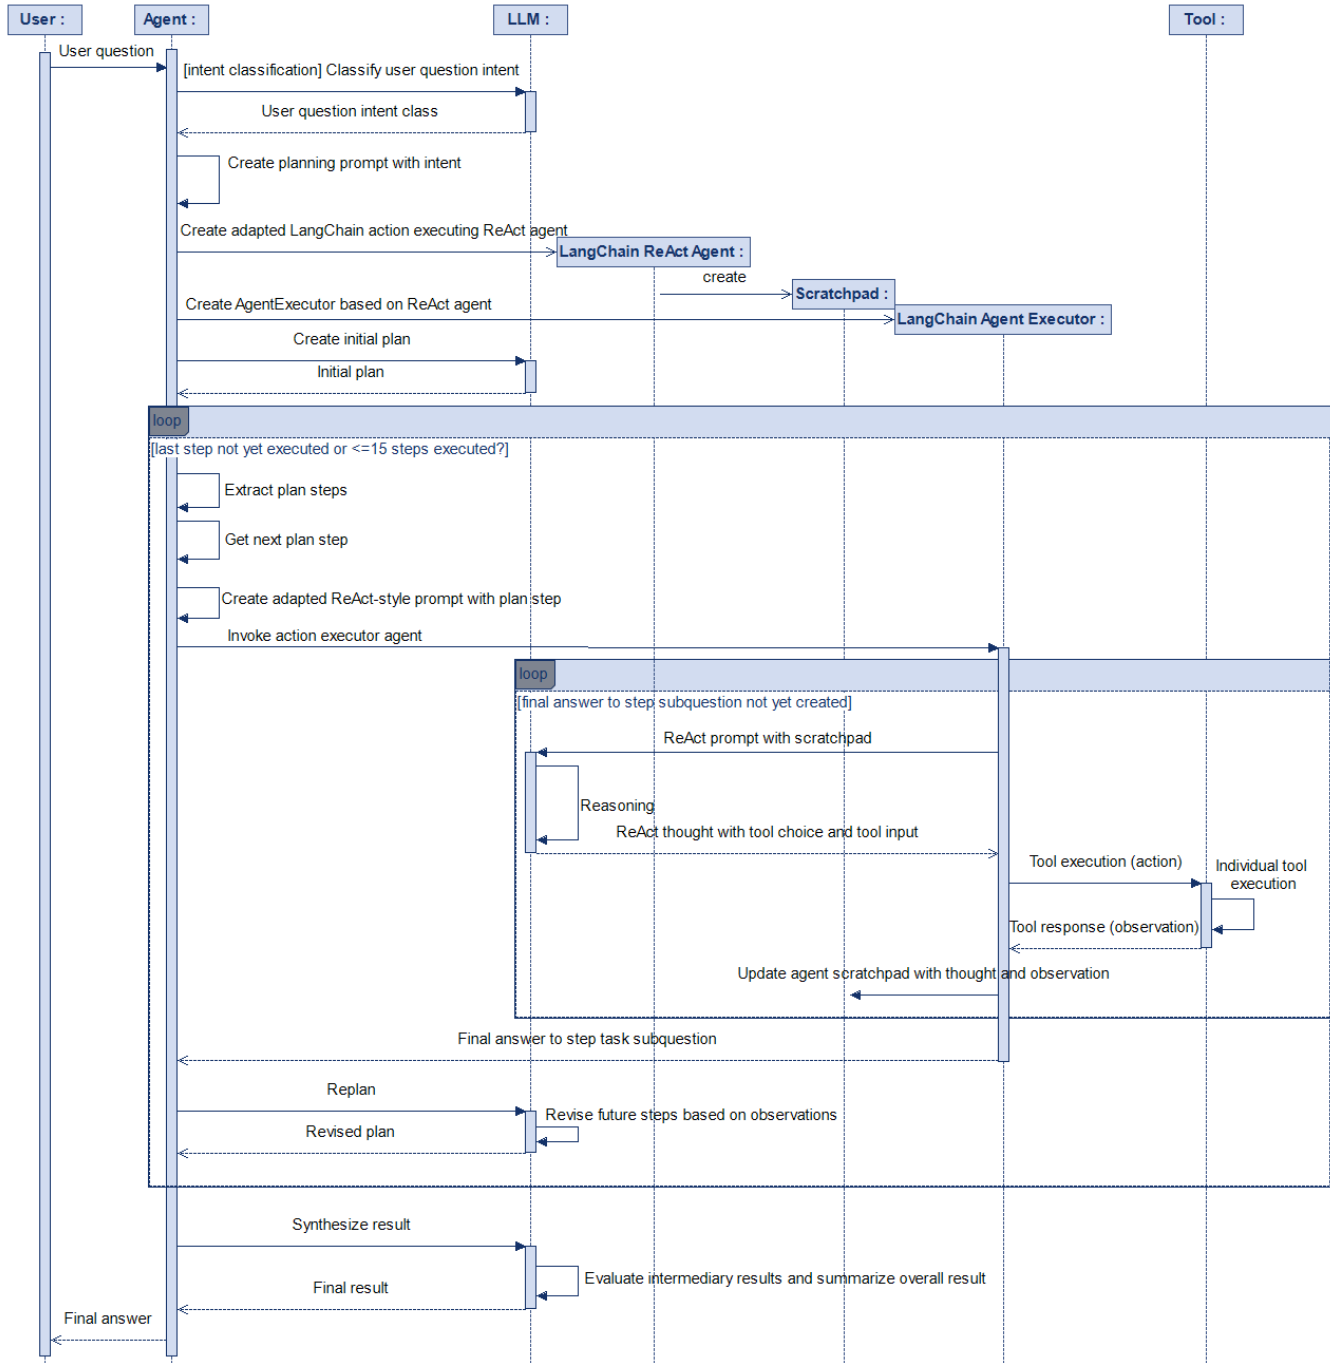 User :
Agent :
LLM :
Tool :
User question
[intent classification] Classify user question intent
User question intent class
Create planning prompt with intent
Create adapted LangChain action executing ReAct agent
LangChain ReAct Agent :
create
Scratchpad :
Create AgentExecutor based on ReAct agent
LangChain Agent Executor :
Create initial plan
Initial plan
loop
[last step not yet executed or <=15 steps executed?]
Extract plan steps
Get next plan step
Create adapted ReAct-style prompt with plan step
Invoke action executor agent
loop
[final answer to step subquestion not yet created]
ReAct prompt with scratchpad
Reasoning
ReAct thought with tool choice and tool input
Tool execution (action)
Individual tool
execution
Tool response (observation)
Update agent scratchpad with thought and observation
Final answer to step task subquestion
Replan
Revise future steps based on observations
Revised plan
Synthesize result
Evaluate intermediary results and summarize overall result
Final result
Final answer